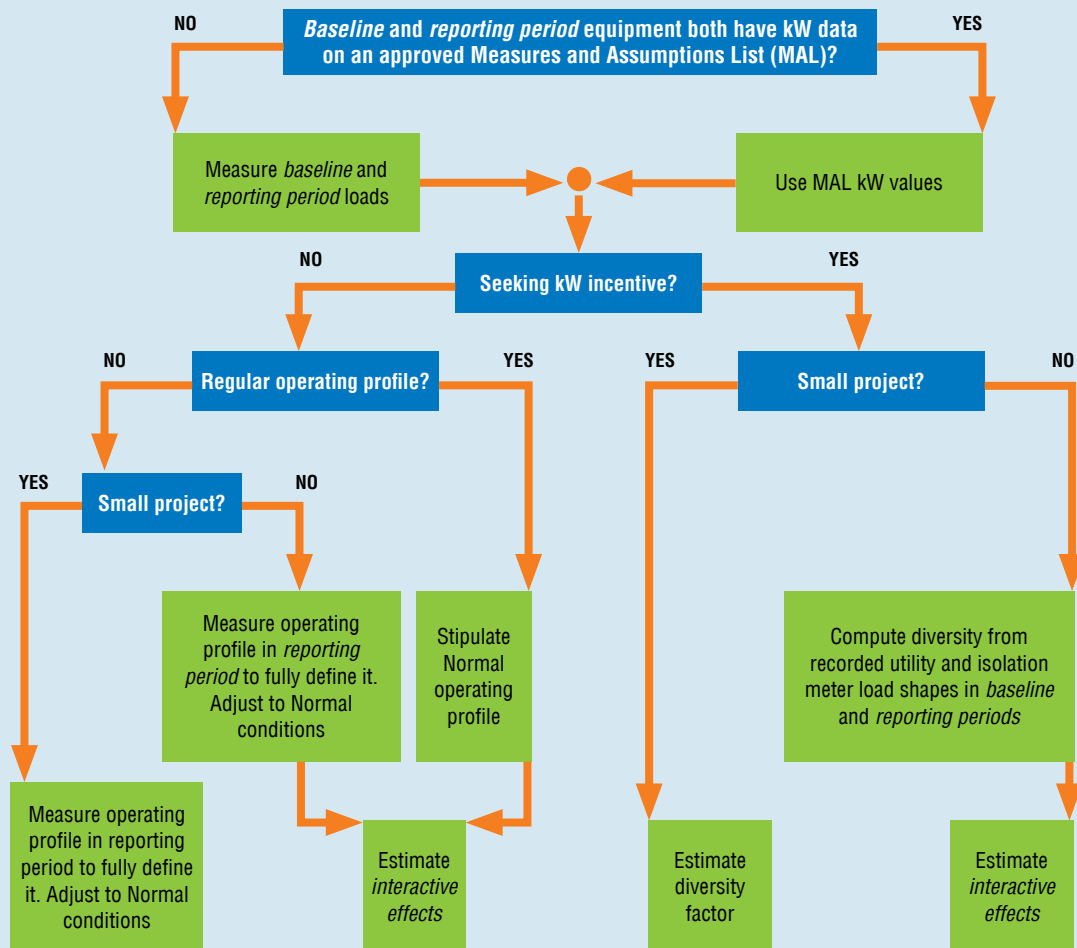 NO
Baseline and reporting period equipment both have kW data
on an approved Measures and Assumptions List (MAL)?
YES
Measure baseline and
reporting period loads
Use MAL kW values
NO
Seeking kW incentive?
YES
NO
Regular operating profile?
YES
YES
Small project?
NO
YES
Small project?
NO
Measure operating
profile in reporting
period to fully define it.
Adjust to Normal
conditions
Stipulate
Normal
operating
profile
Compute diversity from
recorded utility and isolation
meter load shapes in baseline
and reporting periods
Measure operating
profile in reporting
period to fully define
it. Adjust to Normal
conditions
Estimate
interactive
effects
Estimate
diversity
factor
Estimate
interactive
effects